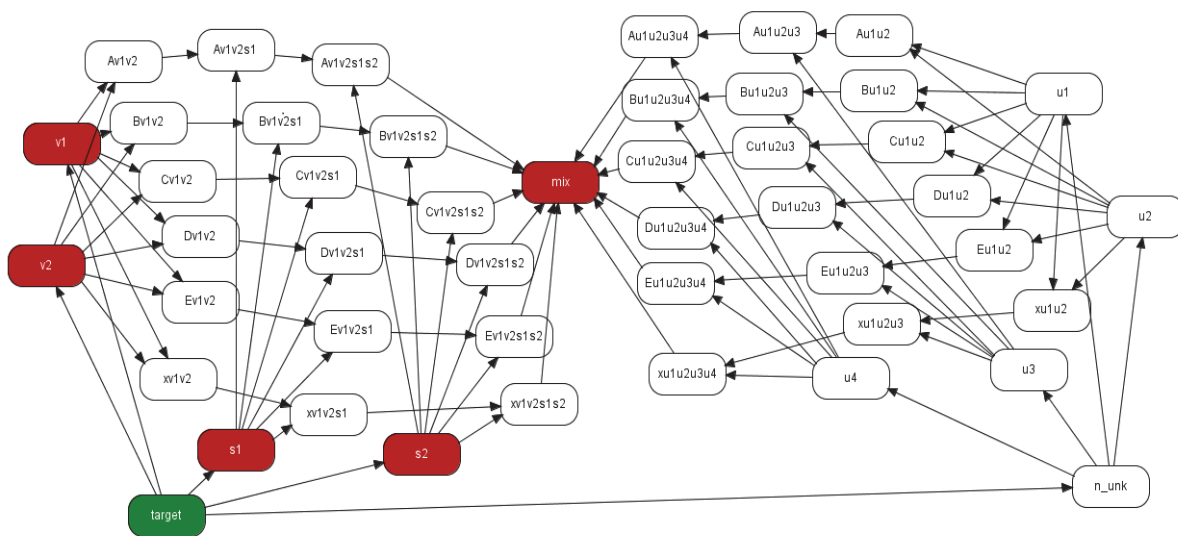 Av1v2
Av1v2s1
Av1v2s1s2
Au1u2u3u4
Au1u2u3
Au1u2
v1
Bv1v2
Bv1v2s1
Bv1v2s1s2
Bu1u2u3u4
Bu1u2u3
Bu1u2
u1
Cv1v2
Cv1v2s1
Cv1v2s1s2
mix
Cu1u2u3u4
Cu1u2u3
Cu1u2
v2
Dv1v2
Dv1v2s1
Dv1v2s1s2
Du1u2u3u4
Du1u2u3
Du1u2
u2
Ev1v2
Ev1v2s1
Ev1v2s1s2
Eu1u2u3u4
Eu1u2u3
Eu1u2
xv1v2
xv1v2s1
xv1v2s1s2
xu1u2u3u4
xu1u2u3
xu1u2
s1
s2
u4
u3
target
n_unk